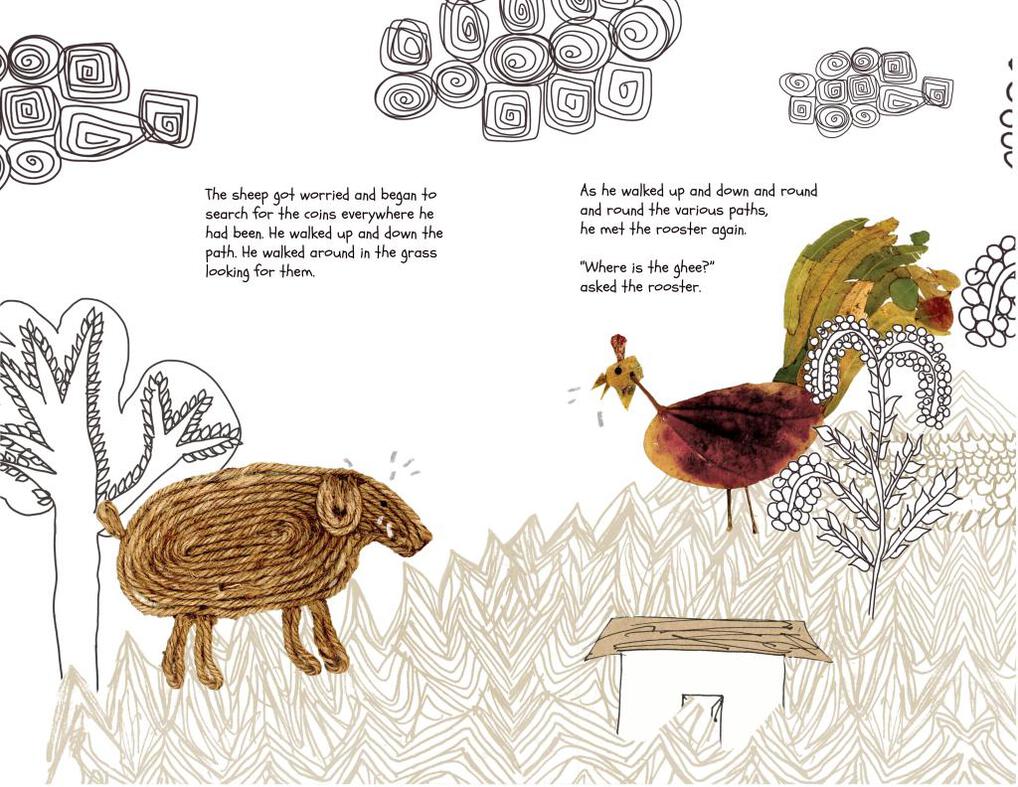 The sheep got worried and began to
search for the coins everywhere he
had been. He walked up and down the
path. He walked around in the grass
looking for them.
As he walked up and down and round
and round the various paths,
he met the rooster again.
"Where is the ghee?"
asked the rooster.